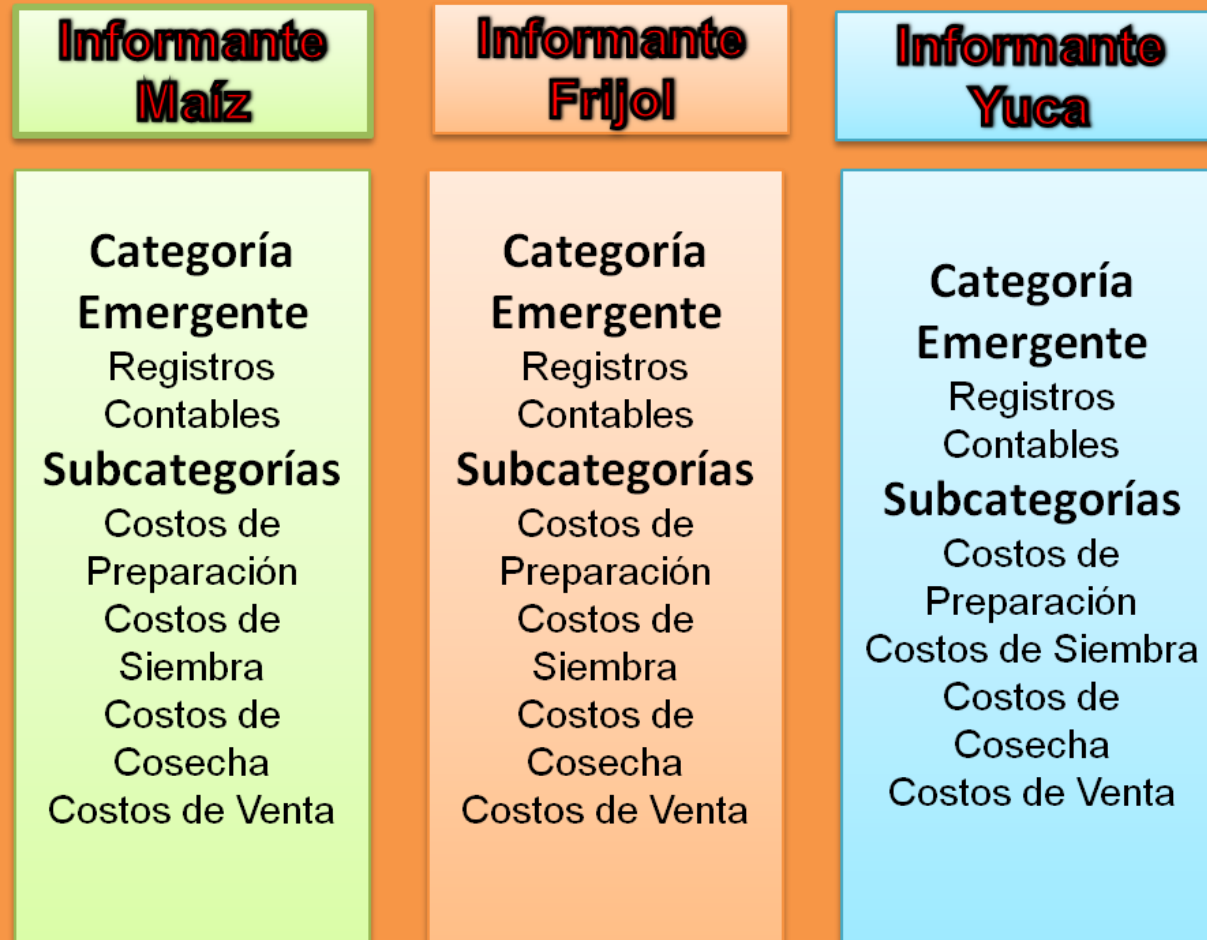 Informante
Maíz
Categoría
Emergente
Registros
Contables
Subcategorías
Costos de
Preparación
Costos de
Siembra
Costos de
Cosecha
Costos de Venta
Informante
Frijol
Categoría
Emergente
Registros
Contables
Subcategorías
Costos de
Preparación
Costos de
Siembra
Costos de
Cosecha
Costos de Venta
Informante
Yuca
Categoría
Emergente
Registros
Contables
Subcategorías
Costos de
Preparación
Costos de Siembra
Costos de
Cosecha
Costos de Venta